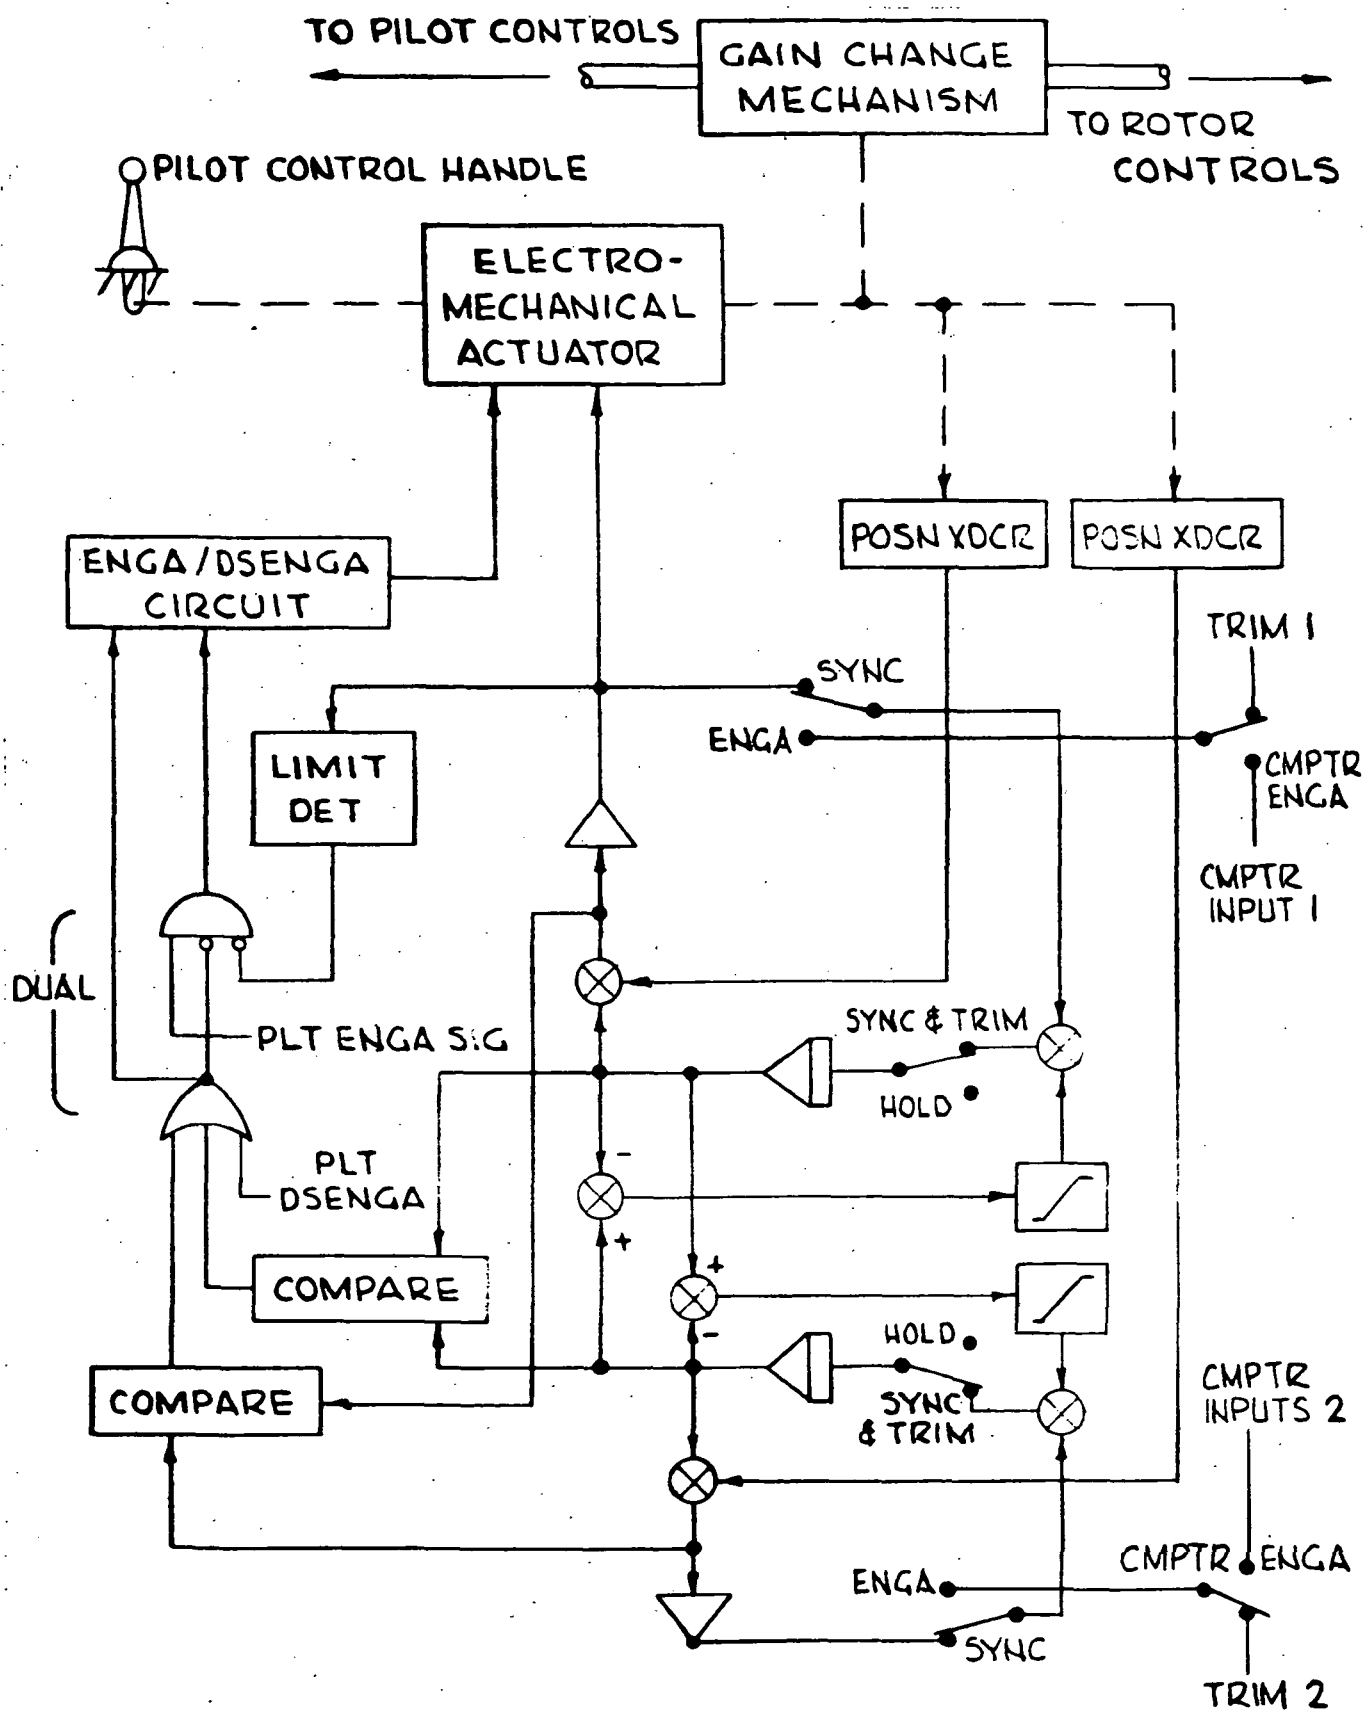 TO PILOT CONTROLS
GAIN CHANGE
MECHANISM
TO ROTOR
CONTROLS
PILOT CONTROL HANDLE
ELECTRO-
MECHANICAL
ACTUATOR
POSN XDCR
POSN XDCR
ENGA/DSENGA
CIRCUIT
TRIM 1
SYNC
ENGA
LIMIT
DET
CMPTR
ENGA
CMPTR
INPUT 1
DUAL
SYNC & TRIM
PLT ENGA SIG
HOLD
PLT
DSENGA
-
+
COMPARE
+
-
HOLD
COMPARE
SYNC
& TRIM
CMPTR
INPUTS 2
CMPTR ENGA
ENGA
SYNC
TRIM 2